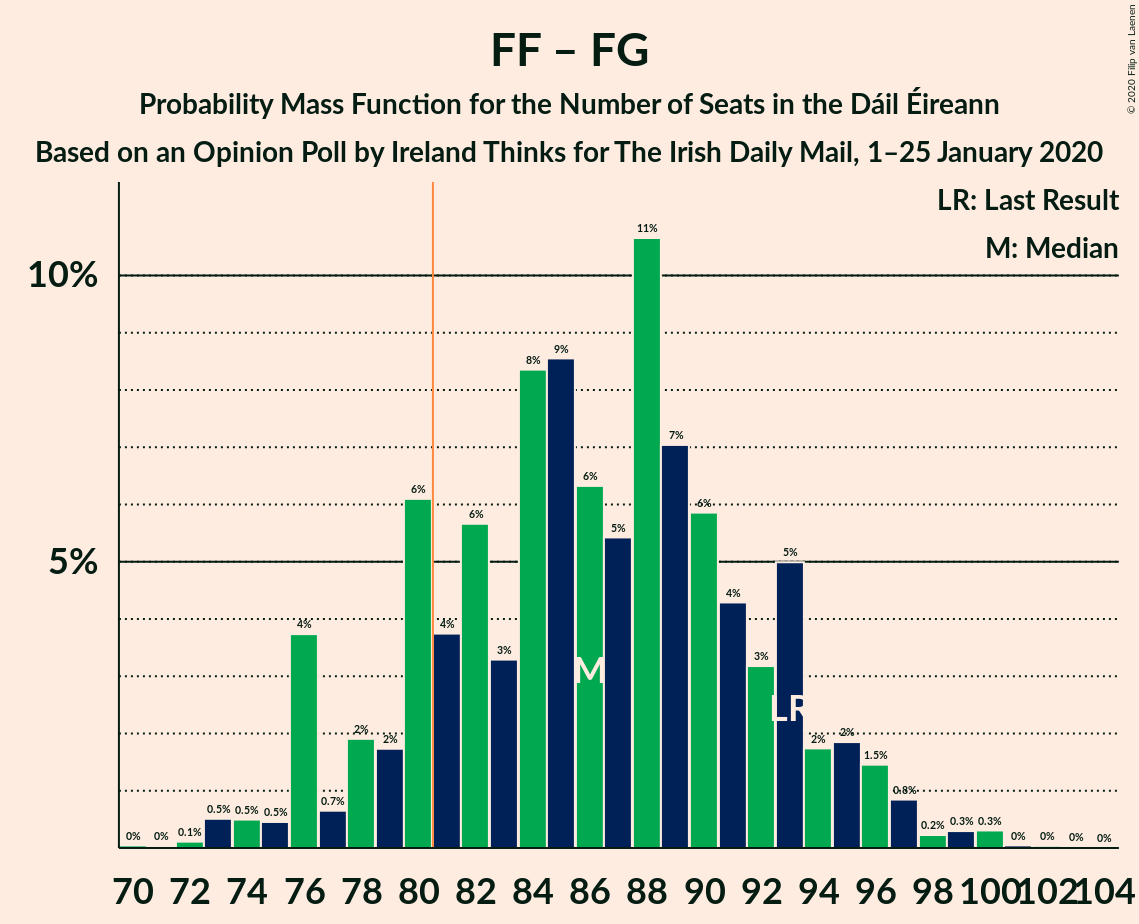 FF – FG
Probability Mass Function for the Number of Seats in the Dáil Éireann
Based on an Opinion Poll by Ireland Thinks for The Irish Daily Mail, 1–25 January 2020
© 2020 Filip van Laenen
LR: Last Result
M: Median
10%
5%
0% 0% 0.1% 0.5% 0.5% 0.5% 4% 0.7% 2% 2% 6% 4% 6% 3% 8% 9% 6% 5% 11% 7% 6% 4% 3% 5% 2% 2% 1.5% 0.8% 0.2% 0.3% 0.3% 0% 0% 0% 0%
M
LR
70 72 74 76 78 80 82 84 86 88 90 92 94 96 98 100 102 104